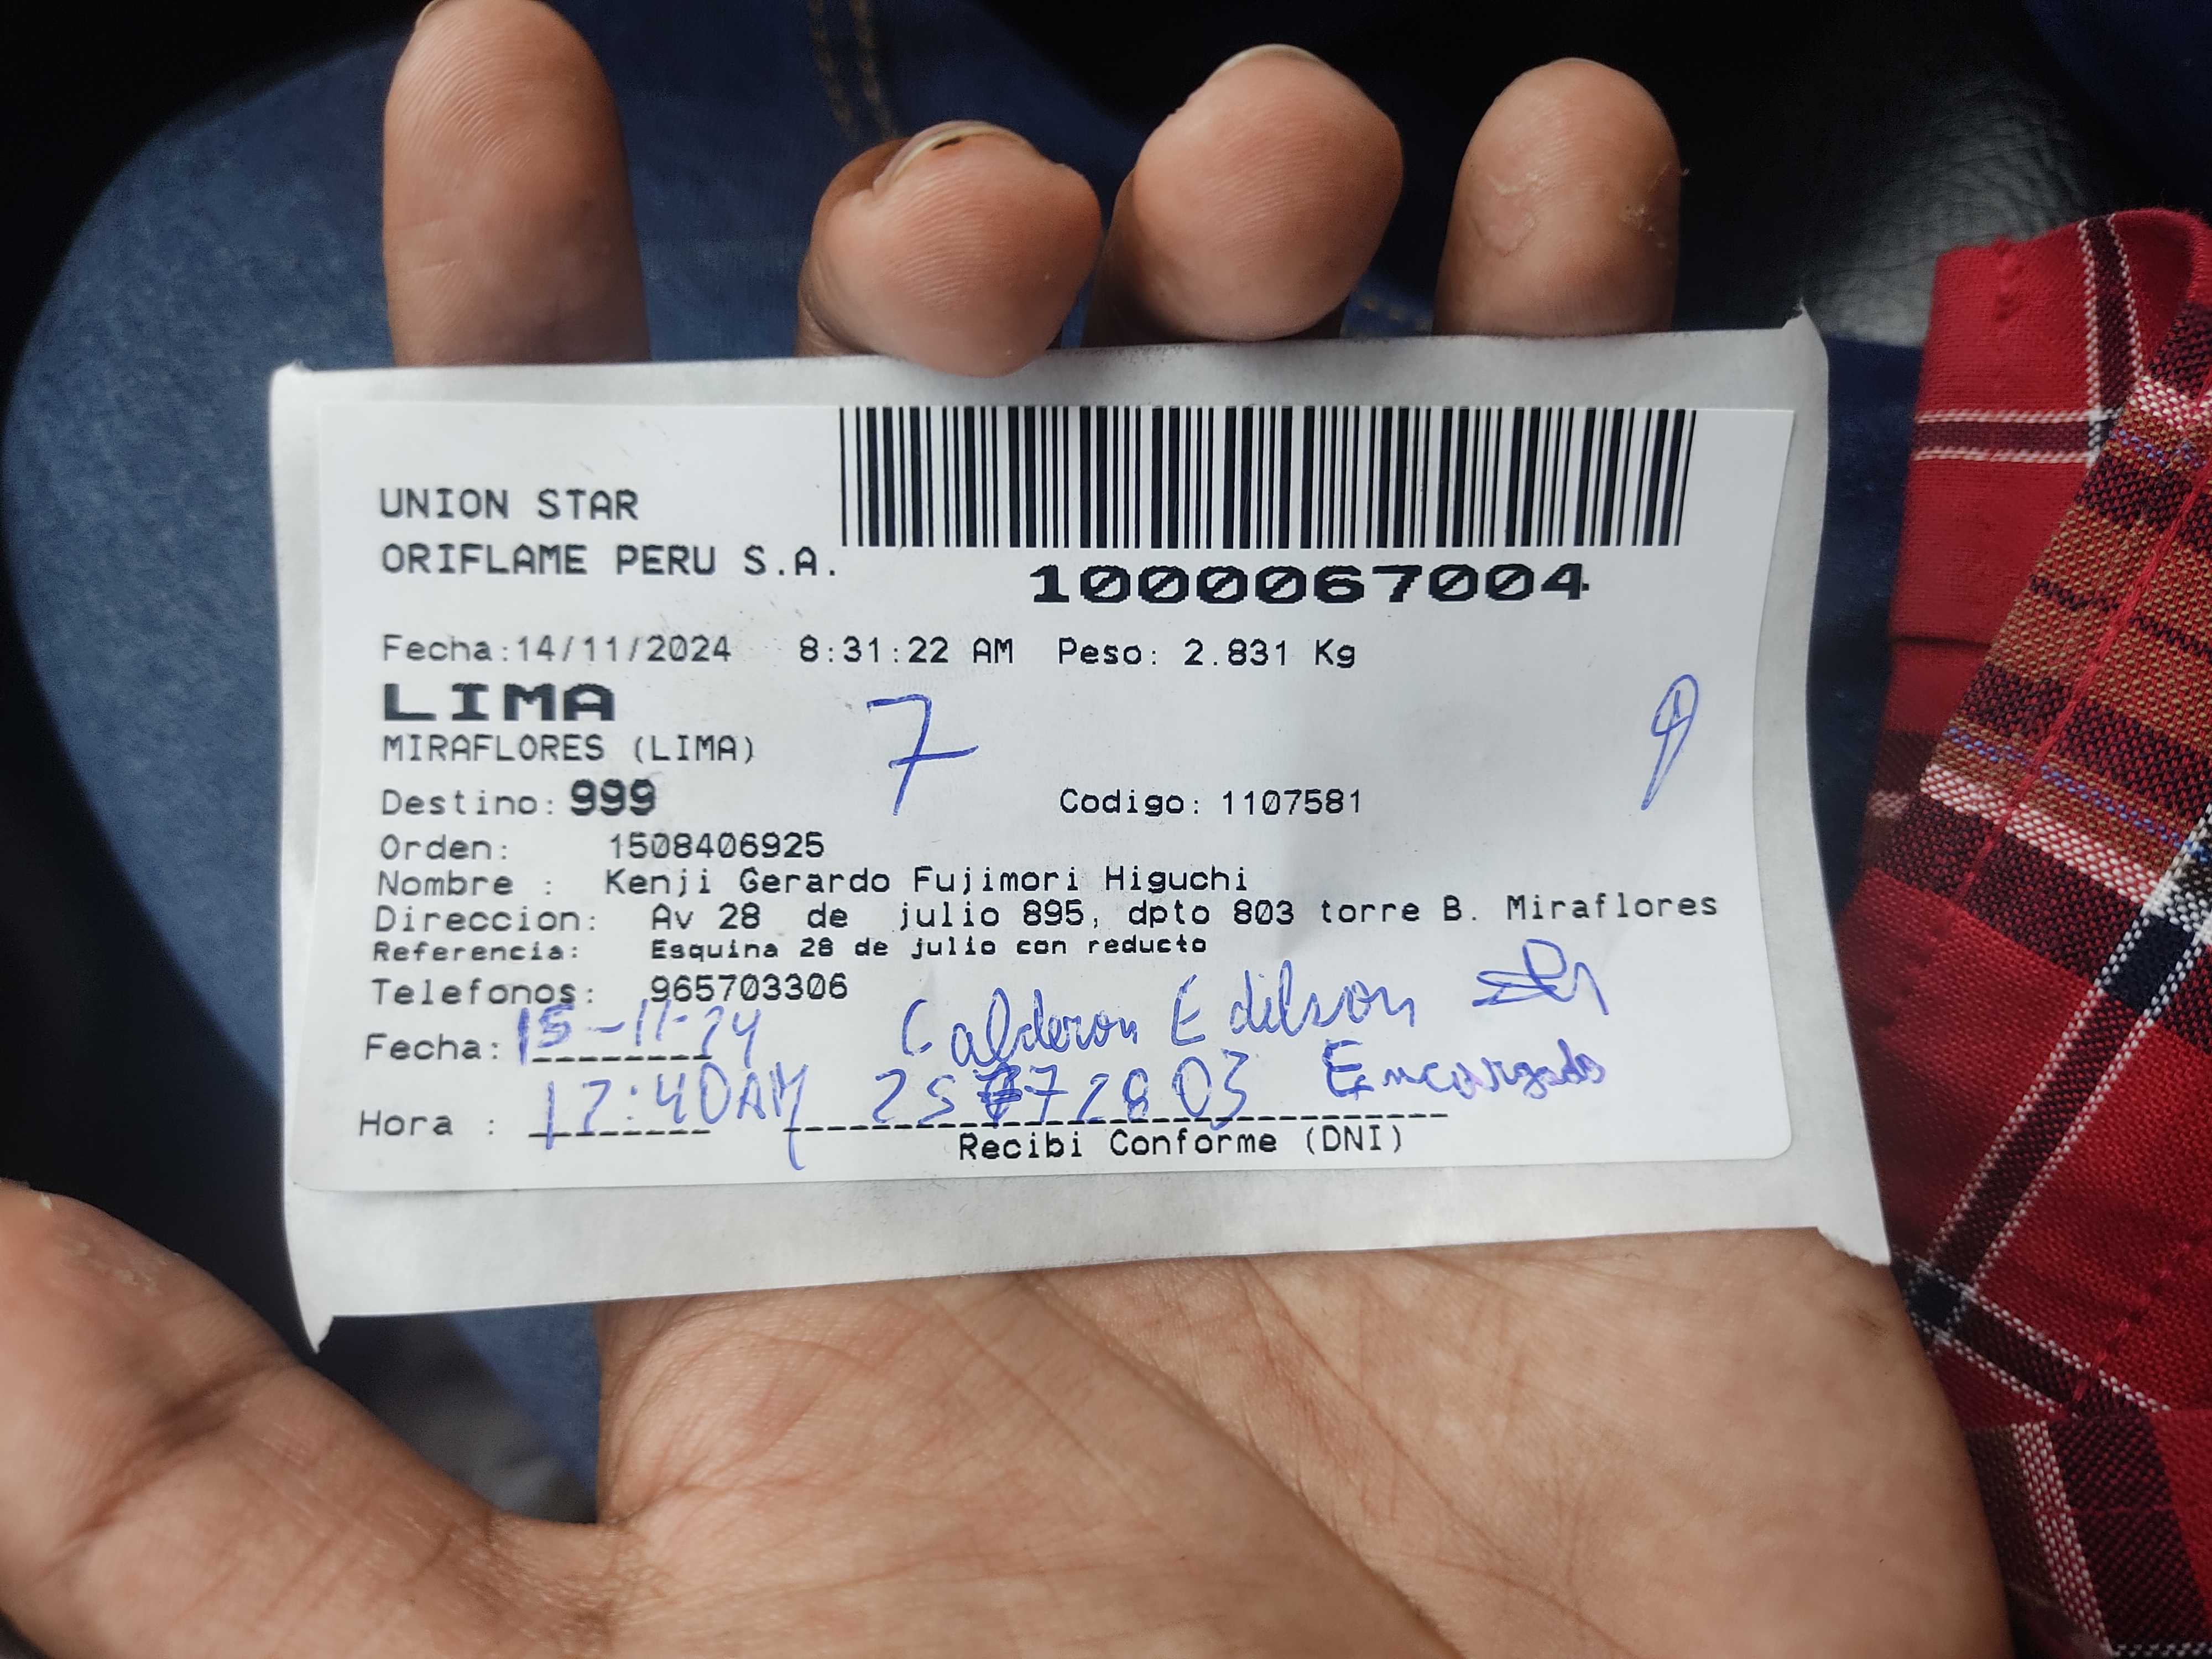 UNION STAR
ORIFLAME PERU S.A.
1000067004
Fecha:14/11/2024 8:31:22 AM Peso: 2.831 Kg
LIMA
MIRAFLORES (LIMA)
7
Destino: 999 Codigo: 1107581
Orden: 1508406925
Nombre : Kenji Gerardo Fujimori Higuchi
Direccion: Av 28 de julio 895, dpto 803 torre B. Miraflores
Referencia: Esquina 28 de julio con reducto
Telefonos: 965703306
Calderon Edilson
Fecha: 15-11-24
Hora : 12:40AM Encargado
Recibi Conforme (DNI)